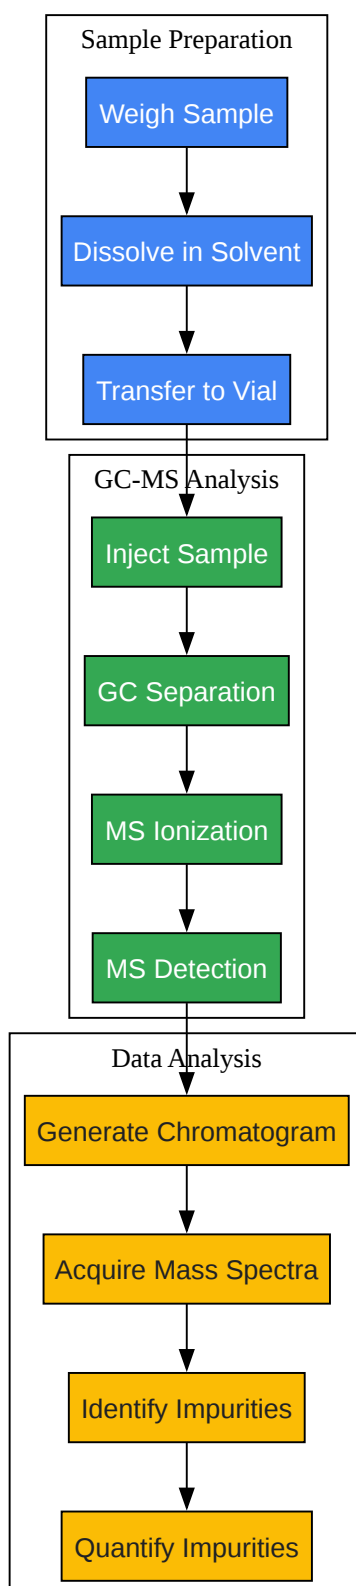 Sample Preparation
Weigh Sample
Dissolve in Solvent
Transfer to Vial
GC-MS Analysis
Inject Sample
GC Separation
MS Ionization
MS Detection
Data Analysis
Generate Chromatogram
Acquire Mass Spectra
Identify Impurities
Quantify Impurities